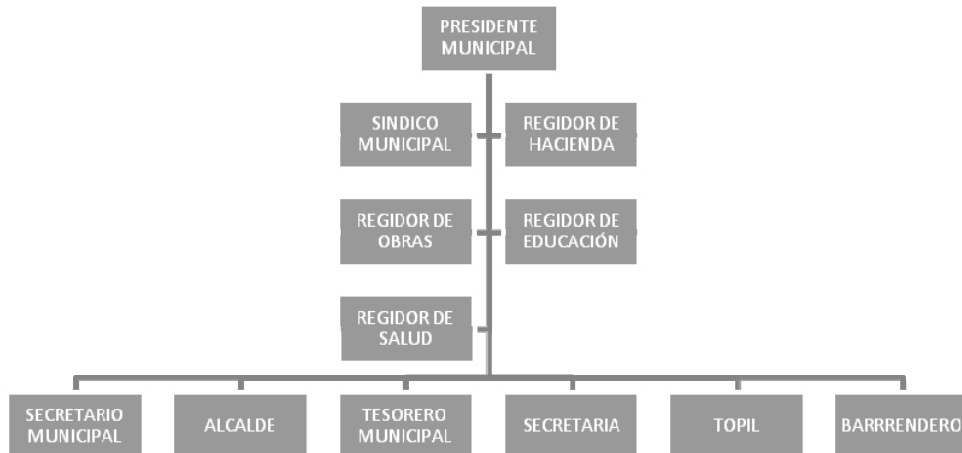 PRESIDENTE
MUNICIPAL
SINDICO
MUNICIPAL
REGIDOR DE
HACIENDA
REGIDOR DE
OBRAS
REGIDOR DE
EDUCACIÓN
REGIDOR DE
SALUD
SECRETARIO
MUNICIPAL
ALCALDE
TESORERO
MUNICIPAL
SECRETARIA
TOPIL
BARRRENDERO